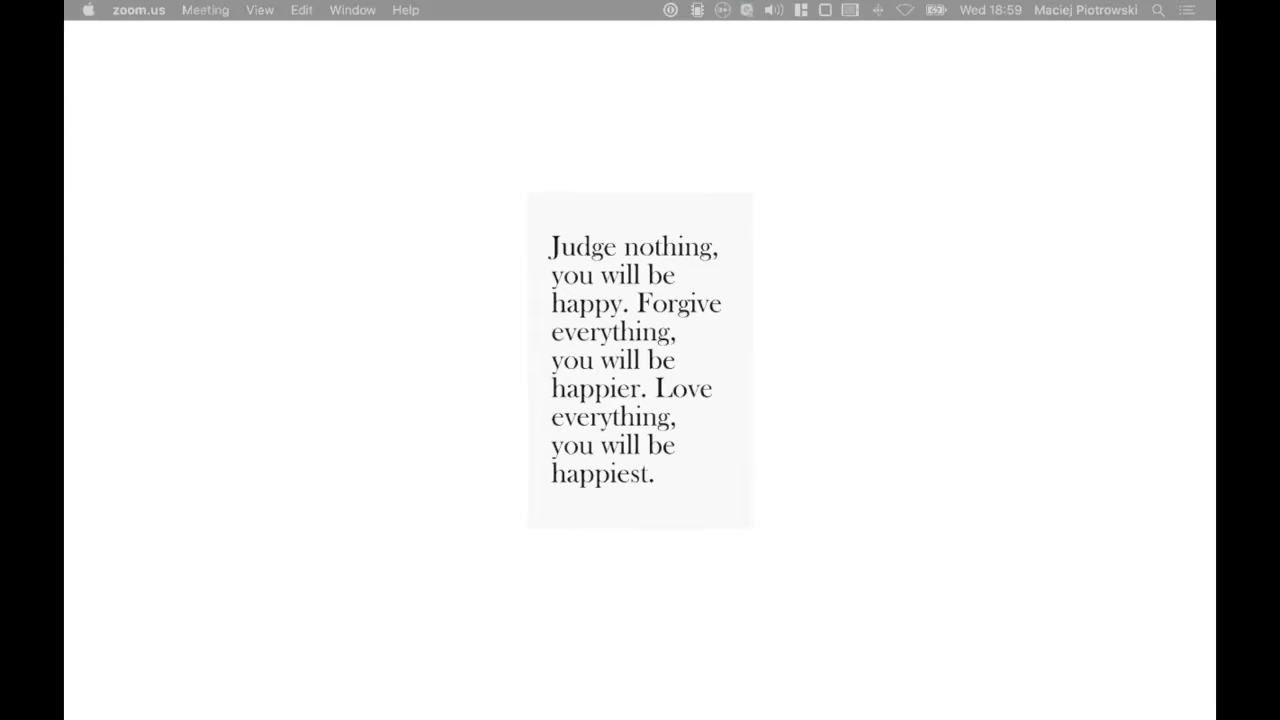 zoom.us Meeting View Edit Window Help Wed 18:59 Maciej Piotrowski
Judge nothing,
you will be
happy. Forgive
everything,
you will be
happier. Love
everything,
you will be
happiest.